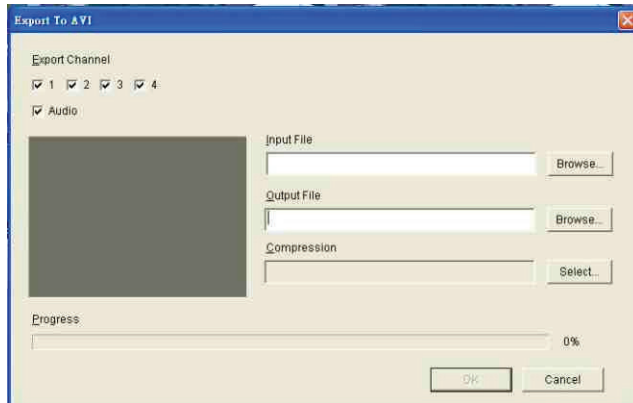 Export To AVI
Export Channel
1 2 3 4
Audio
Input File
Browse...
Output File
Browse...
Compression
Select...
Progress
0%
OK Cancel